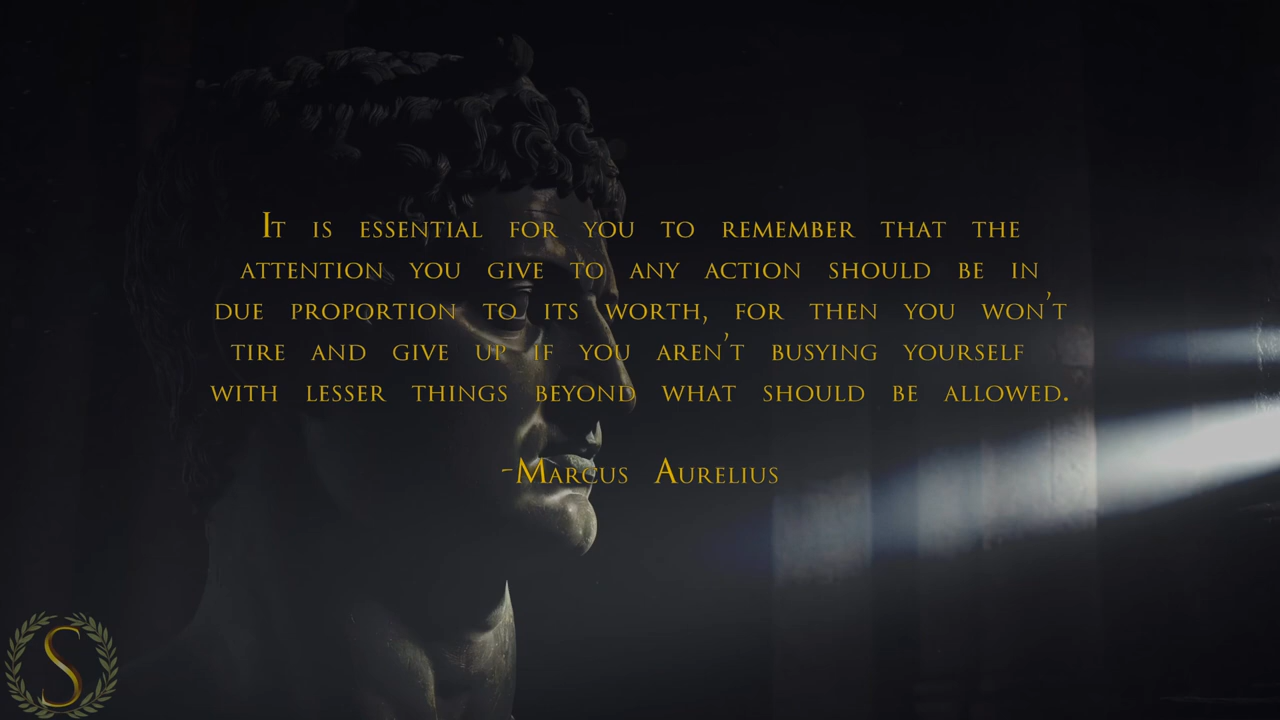 It is essential for you to remember that the
attention you give to any action should be in
due proportion to its worth, for then you won't
tire and give up if you aren't busying yourself
with lesser things beyond what should be allowed.
-Marcus Aurelius
S